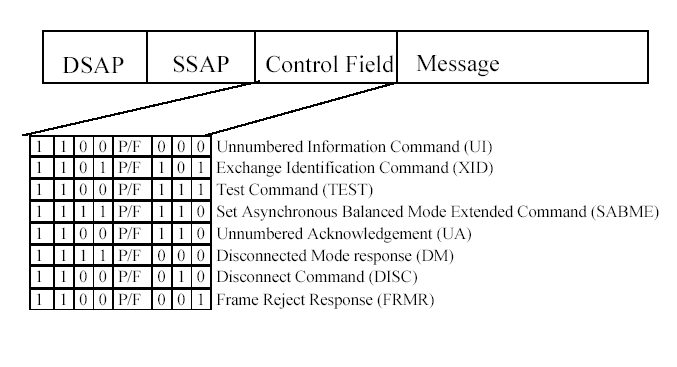 DSAP SSAP Control Field Message
1 1 0 0 P/F 0 0 0 Unnumbered Information Command (UI)
1 1 0 1 P/F 1 0 1 Exchange Identification Command (XID)
1 1 0 0 P/F 1 1 1 Test Command (TEST)
1 1 1 1 P/F 1 1 0 Set Asynchronous Balanced Mode Extended Command (SABME)
1 1 0 0 P/F 1 1 0 Unnumbered Acknowledgement (UA)
1 1 1 1 P/F 0 0 0 Disconnected Mode response (DM)
1 1 0 0 P/F 0 1 0 Disconnect Command (DISC)
1 1 0 0 P/F 0 0 1 Frame Reject Response (FRMR)